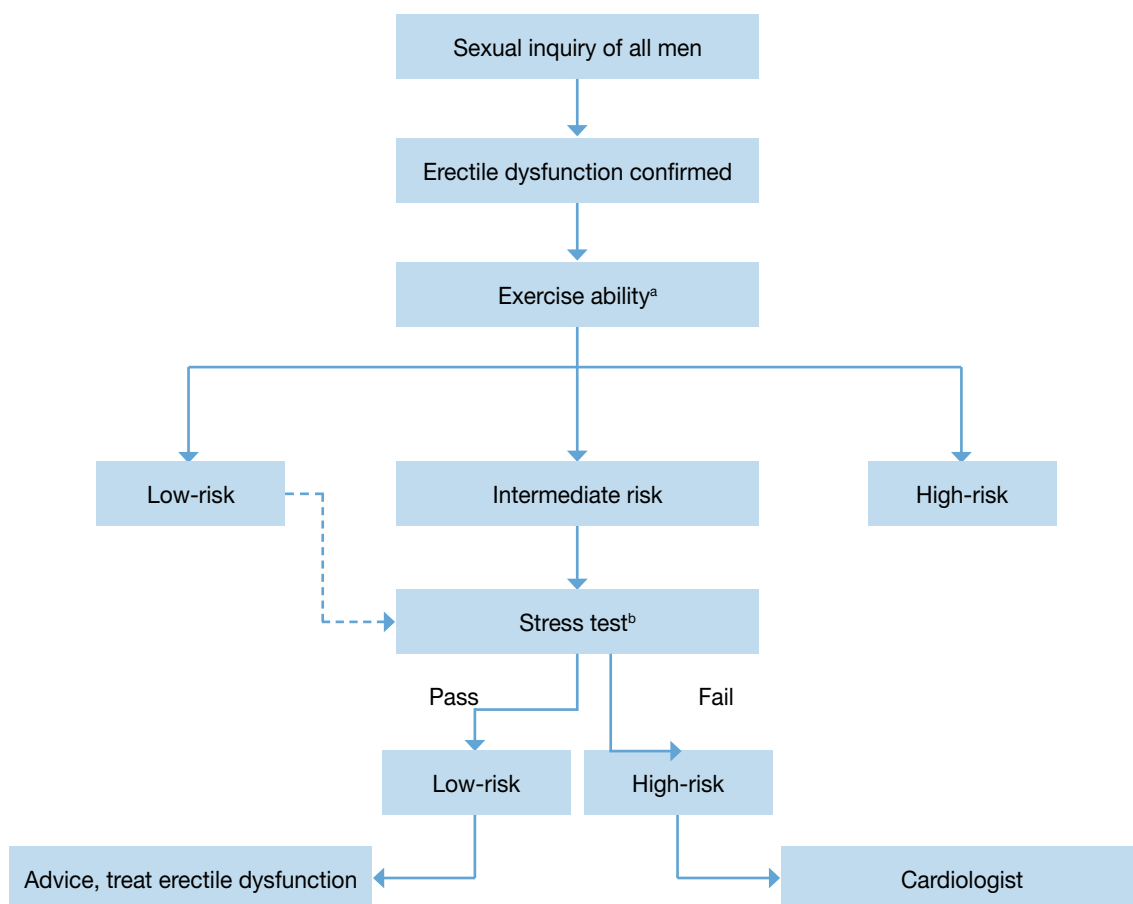 Sexual inquiry of all men
Erectile dysfunction confirmed
Exercise abilityᵃ
Low-risk
Intermediate risk
High-risk
Stress testᵇ
Pass
Fail
Low-risk
High-risk
Advice, treat erectile dysfunction
Cardiologist